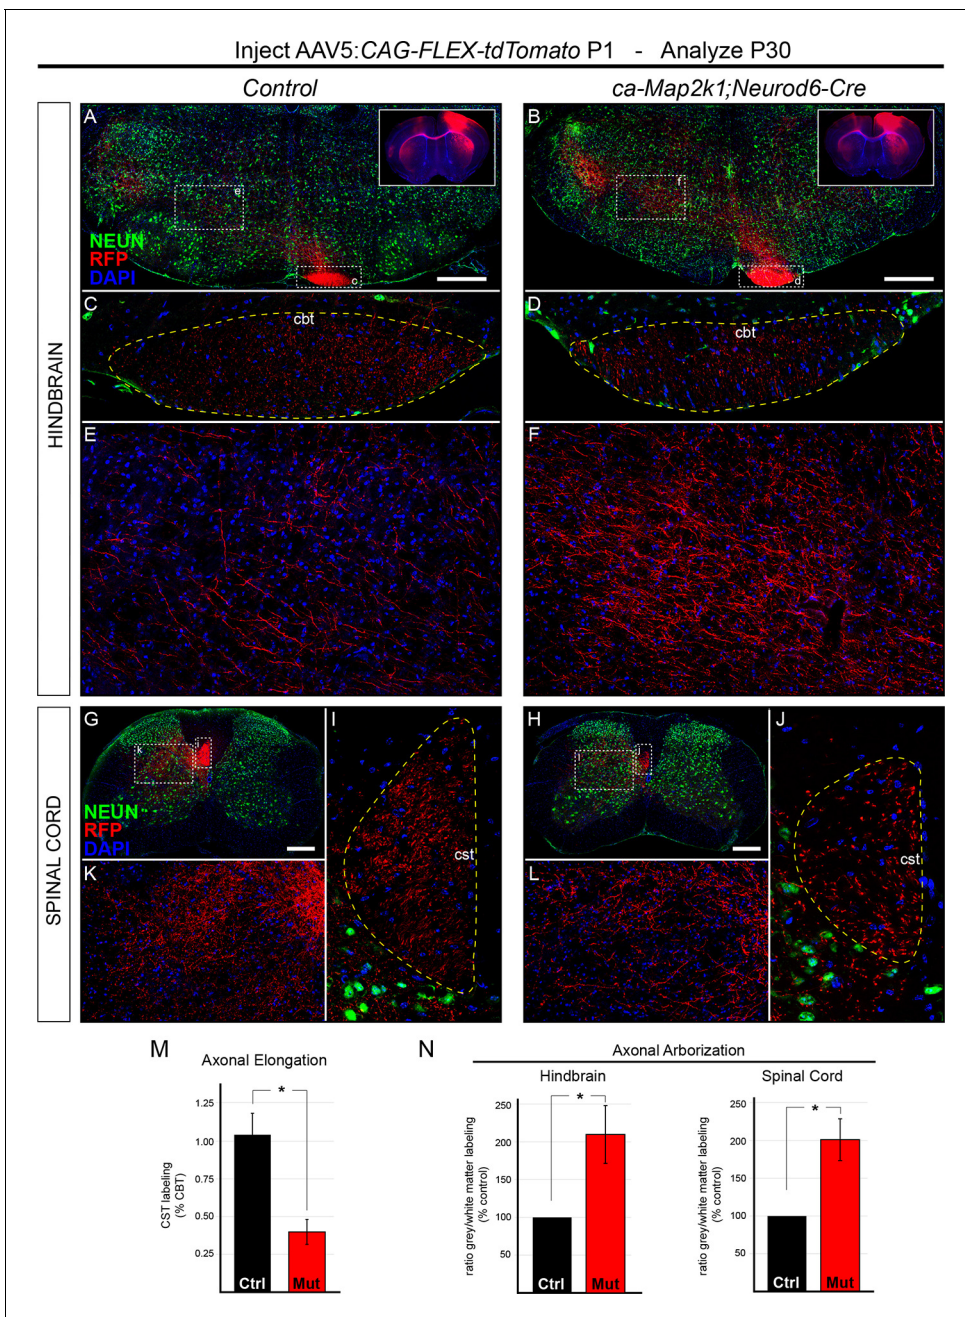 Inject AAV5:CAG-FLEX-tdTomato P1 - Analyze P30
Control
ca-Map2k1;Neurod6-Cre
HINDBRAIN
A
e
NEUN
RFP
DAPI
c
B
f
d
C
cbt
D
cbt
E
F
SPINAL CORD
G
k
NEUN
RFP
DAPI
I
cst
H
J
cst
K
L
M
Axonal Elongation
*
CST labeling
(% CBT)
1.25
1.00
0.75
0.50
0.25
Ctrl
Mut
N
Axonal Arborization
Hindbrain
*
ratio grey/white matter labeling
(% control)
250
200
150
100
50
Ctrl
Mut
Spinal Cord
*
ratio grey/white matter labeling
(% control)
250
200
150
100
50
Ctrl
Mut